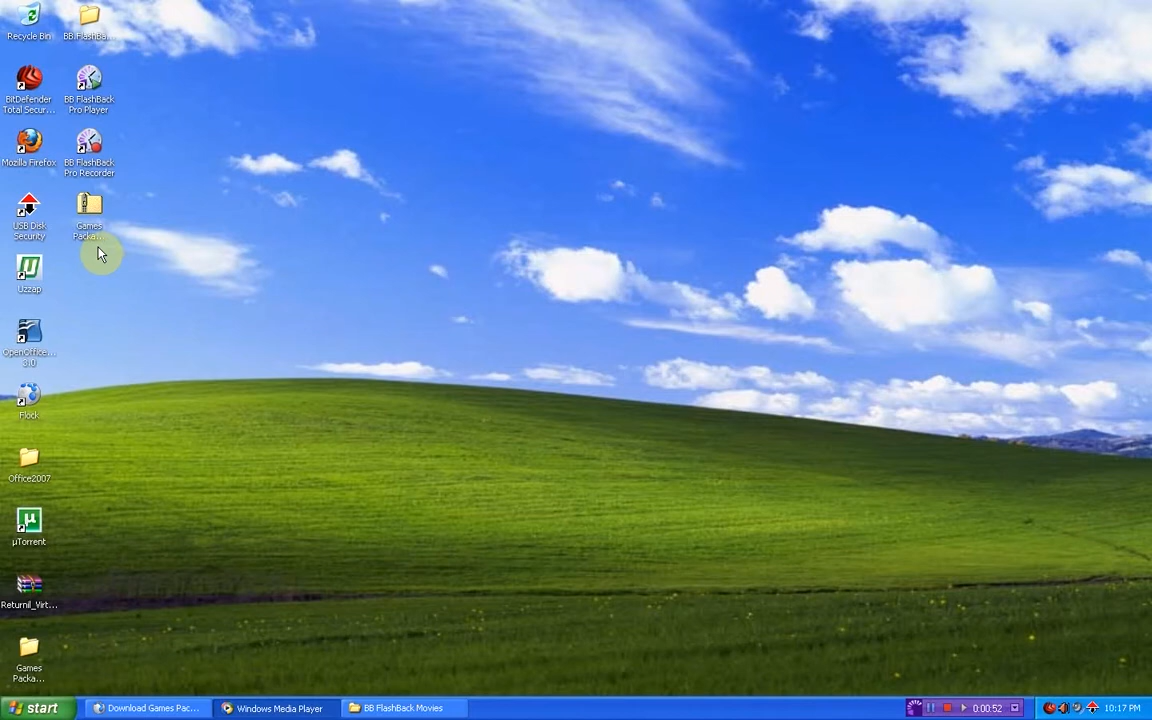 Recycle Bin
BB.FlashBa...
BitDefender
Total Secur...
BB FlashBack
Pro Player
Mozilla Firefox
BB FlashBack
Pro Recorder
USB Disk
Security
Games
Packa...
Uzzap
OpenOffice....
3.0
Flock
Office2007
µTorrent
Returnil_Virt...
Games
Packa...
start
Download Games Pac...
Windows Media Player
BB FlashBack Movies
0:00:52
10:17 PM